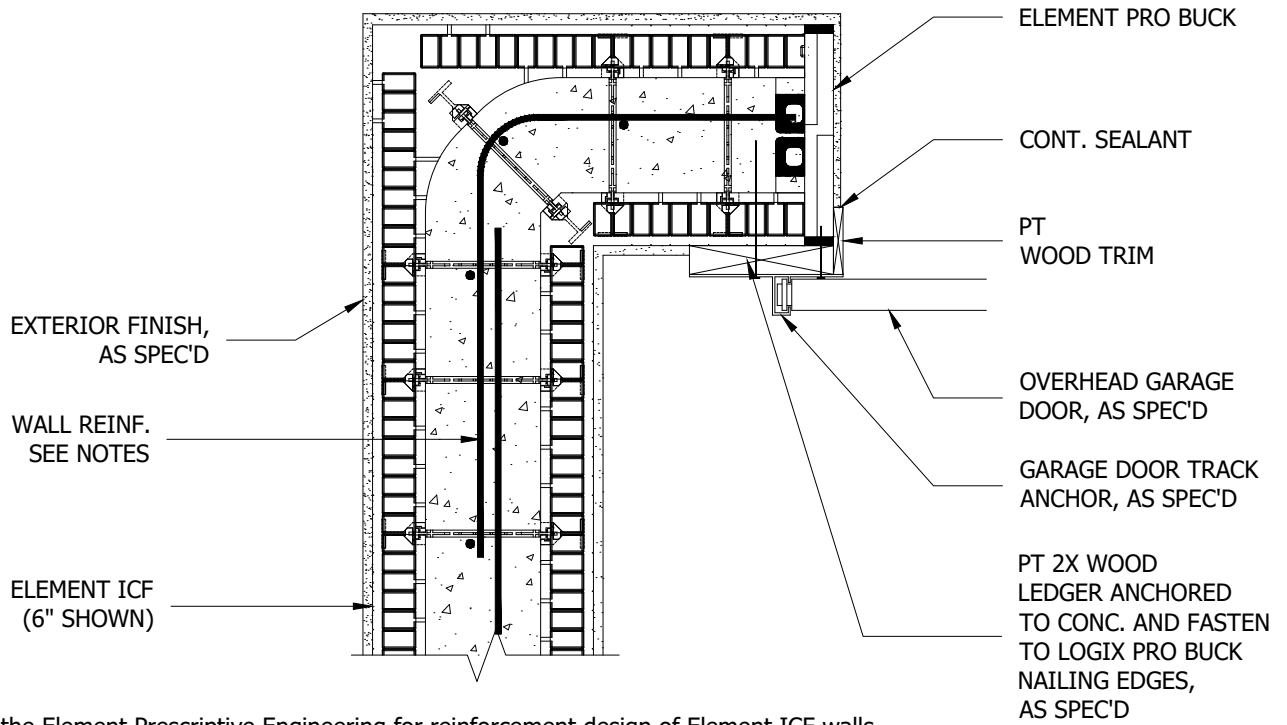 ELEMENT PRO BUCK
CONT. SEALANT
PT
WOOD TRIM
EXTERIOR FINISH,
AS SPEC'D
OVERHEAD GARAGE
DOOR, AS SPEC'D
WALL REINF.
SEE NOTES
GARAGE DOOR TRACK
ANCHOR, AS SPEC'D
ELEMENT ICF
(6" SHOWN)
PT 2X WOOD
LEDGER ANCHORED
TO CONC. AND FASTEN
TO LOGIX PRO BUCK
NAILING EDGES,
AS SPEC'D
the Element Prescriptive Engineering for reinforcement design of Element ICF walls